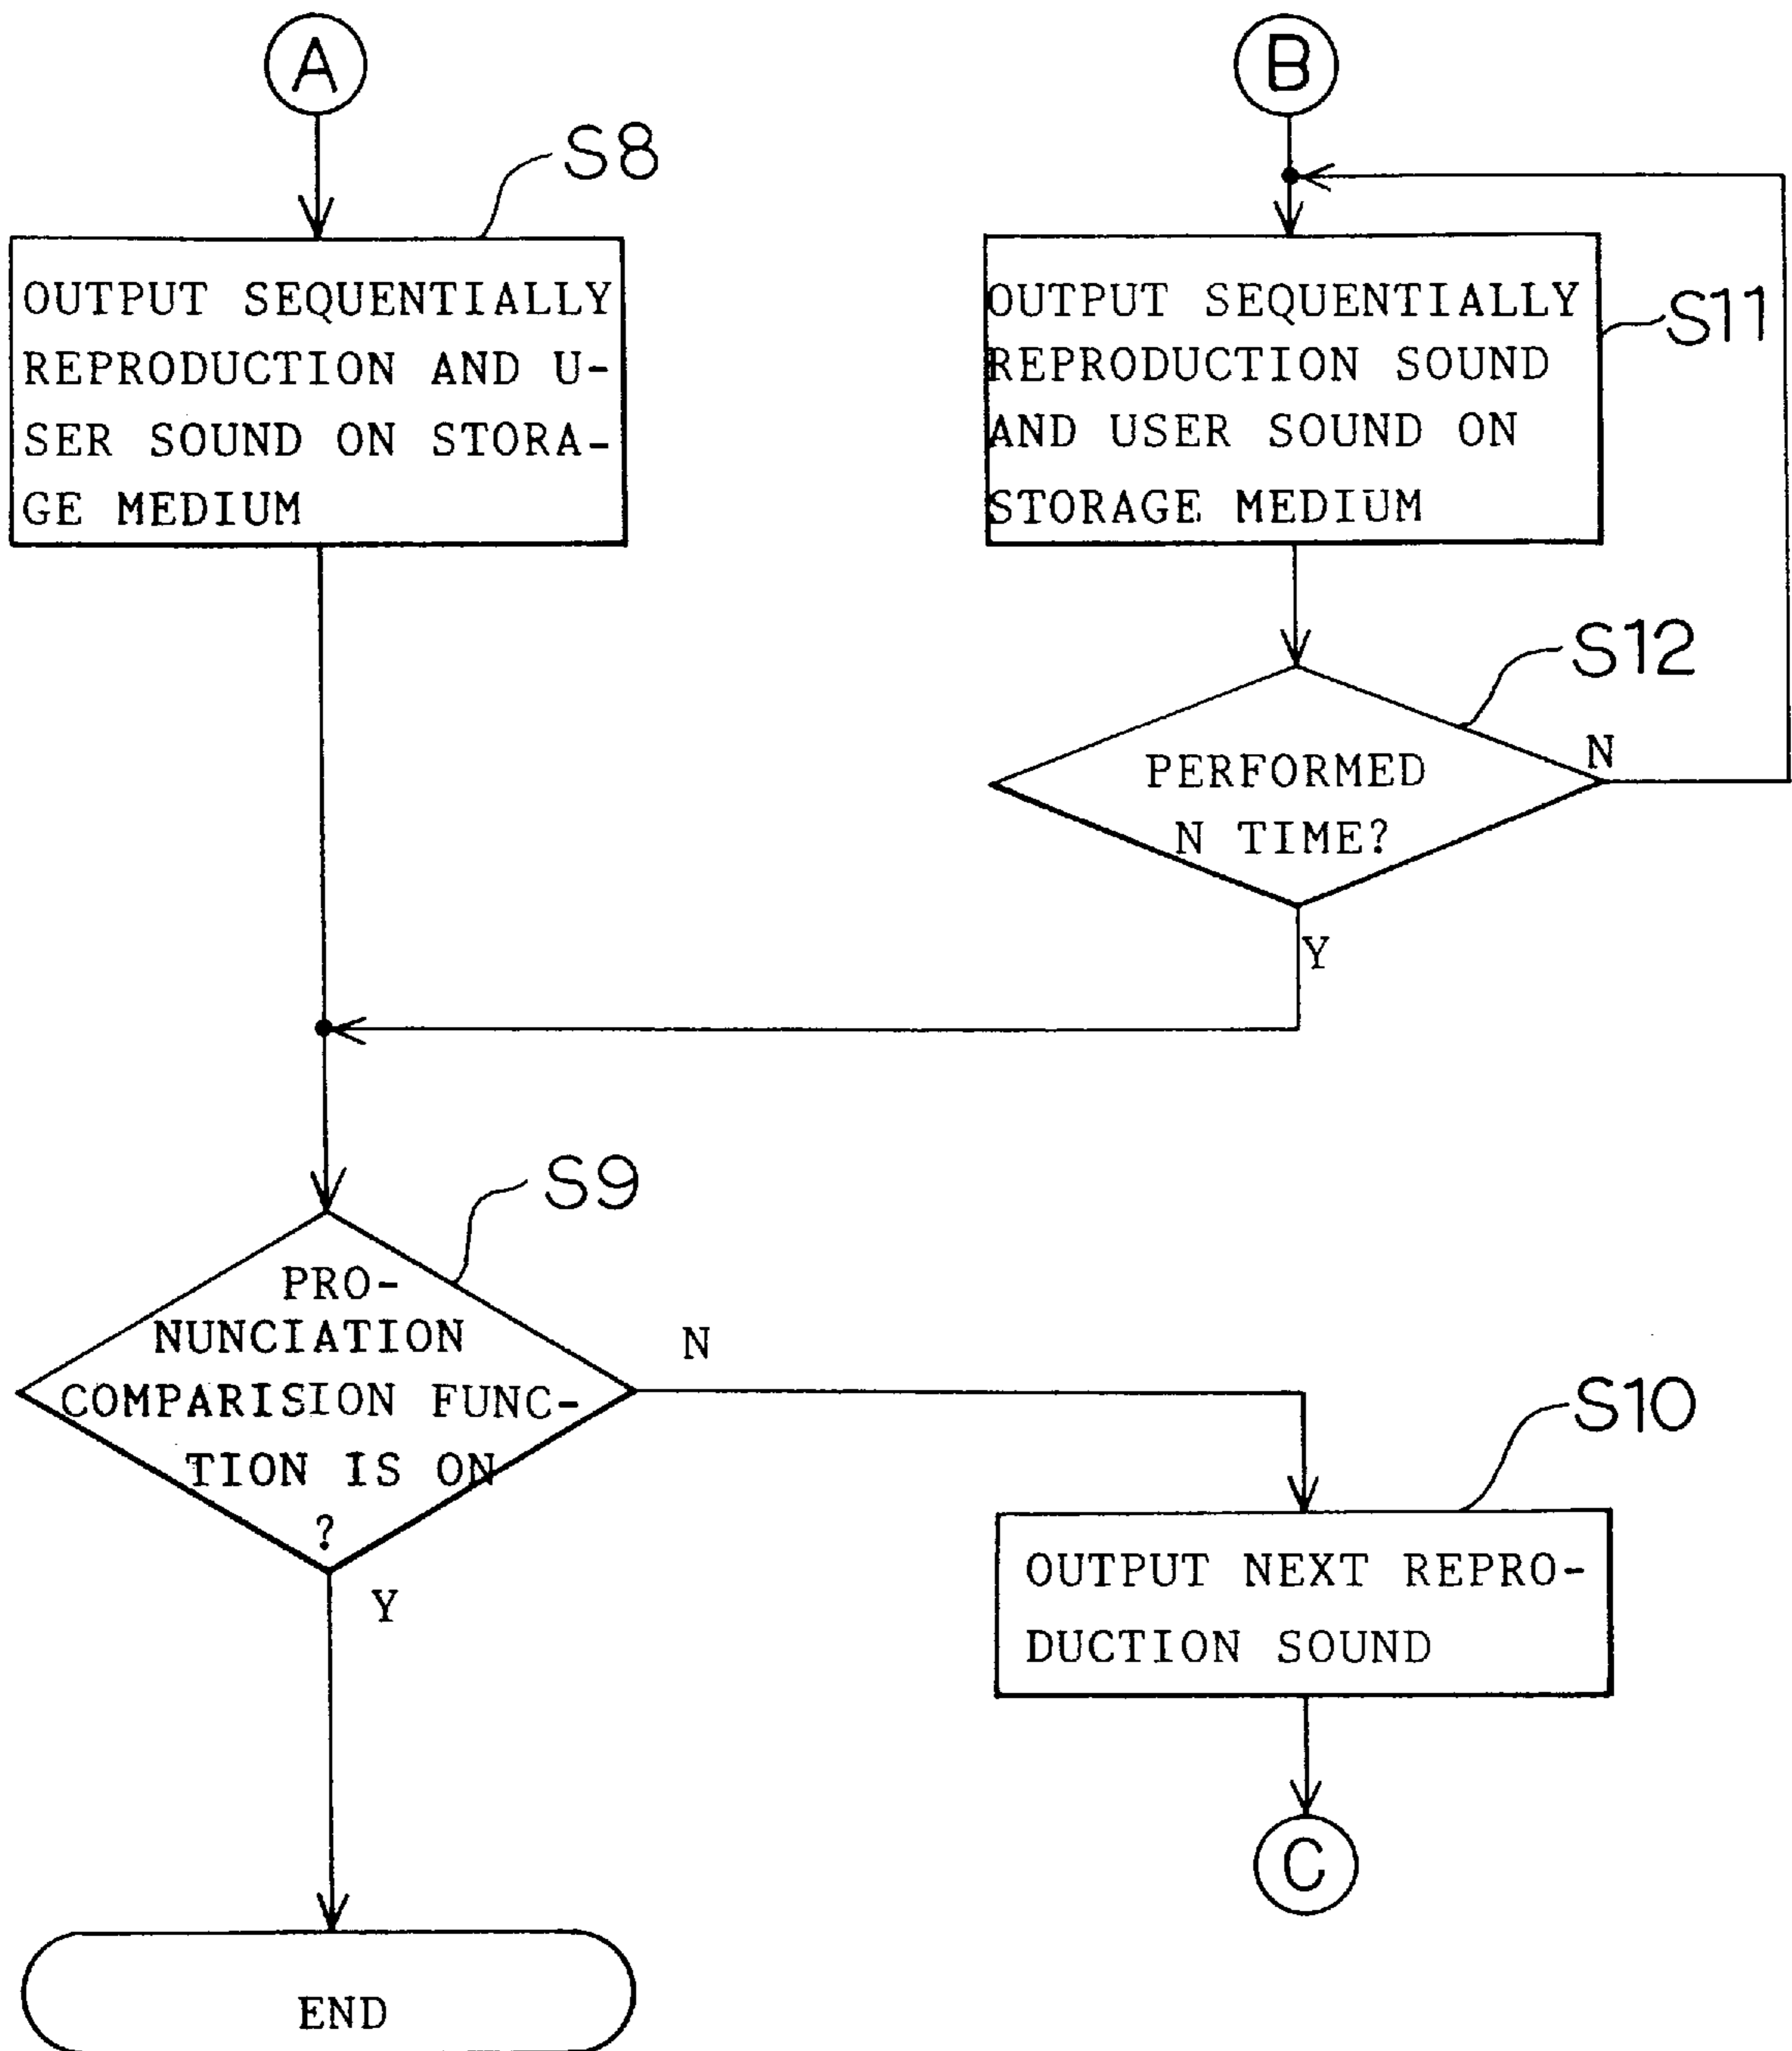 A
S8
OUTPUT SEQUENTIALLY
REPRODUCTION AND U-
SER SOUND ON STORA-
GE MEDIUM
B
OUTPUT SEQUENTIALLY
REPRODUCTION SOUND
AND USER SOUND ON
STORAGE MEDIUM
S11
S12
PERFORMED
N TIME?
N
Y
S9
PRO-
NUNCIATION
COMPARISION FUNC-
TION IS ON
?
N
Y
S10
OUTPUT NEXT REPRO-
DUCTION SOUND
C
END